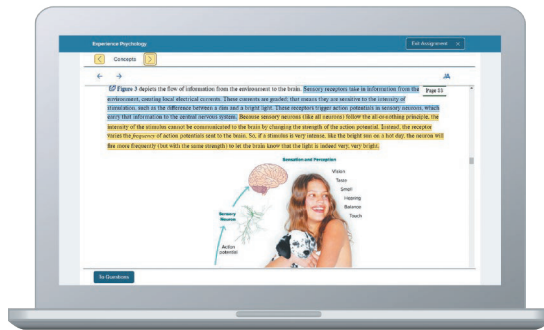 Experience Psychology
Exit Assignment ×
Concepts
Figure 3 depicts the flow of information from the environment to the brain. Sensory receptors take in information from the
environment, creating local electrical currents. These currents are graded; that means they are sensitive to the intensity of
stimulation, such as the difference between a dim and a bright light. These receptors trigger action potentials in sensory neurons, which
carry that information to the central nervous system. Because sensory neurons (like all neurons) follow the all-or-nothing principle, the
intensity of the stimulus cannot be communicated to the brain by changing the strength of the action potential. Instead, the receptor
varies the frequency of action potentials sent to the brain. So, if a stimulus is very intense, like the bright sun on a hot day, the neuron will
fire more frequently (but with the same strength) to let the brain know that the light is indeed very, very bright.
Sensation and Perception
Vision
Taste
Smell
Hearing
Balance
Touch
Sensory
Neuron
Action
potential